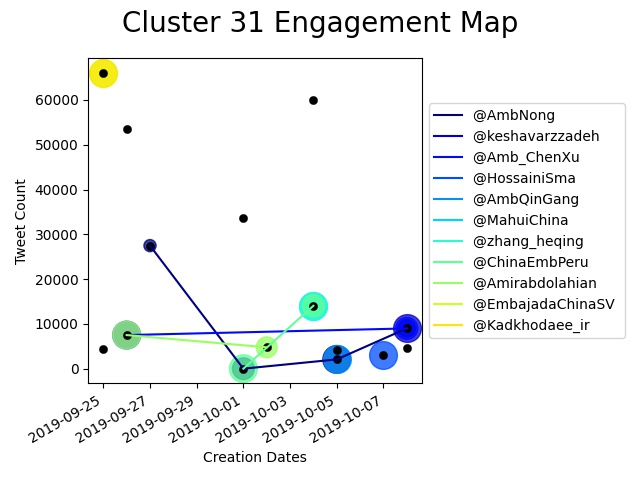 Cluster 31 Engagement Map
Tweet Count
60000
50000
40000
30000
20000
10000
0
2019-09-25
2019-09-27
2019-09-29
2019-10-01
2019-10-03
2019-10-05
2019-10-07
Creation Dates
@AmbNong
@keshavarzzadeh
@Amb_ChenXu
@HossainiSma
@AmbQinGang
@MahuiChina
@zhang_heqing
@ChinaEmbPeru
@Amirabdolahian
@EmbajadaChinaSV
@Kadkhodaee_ir